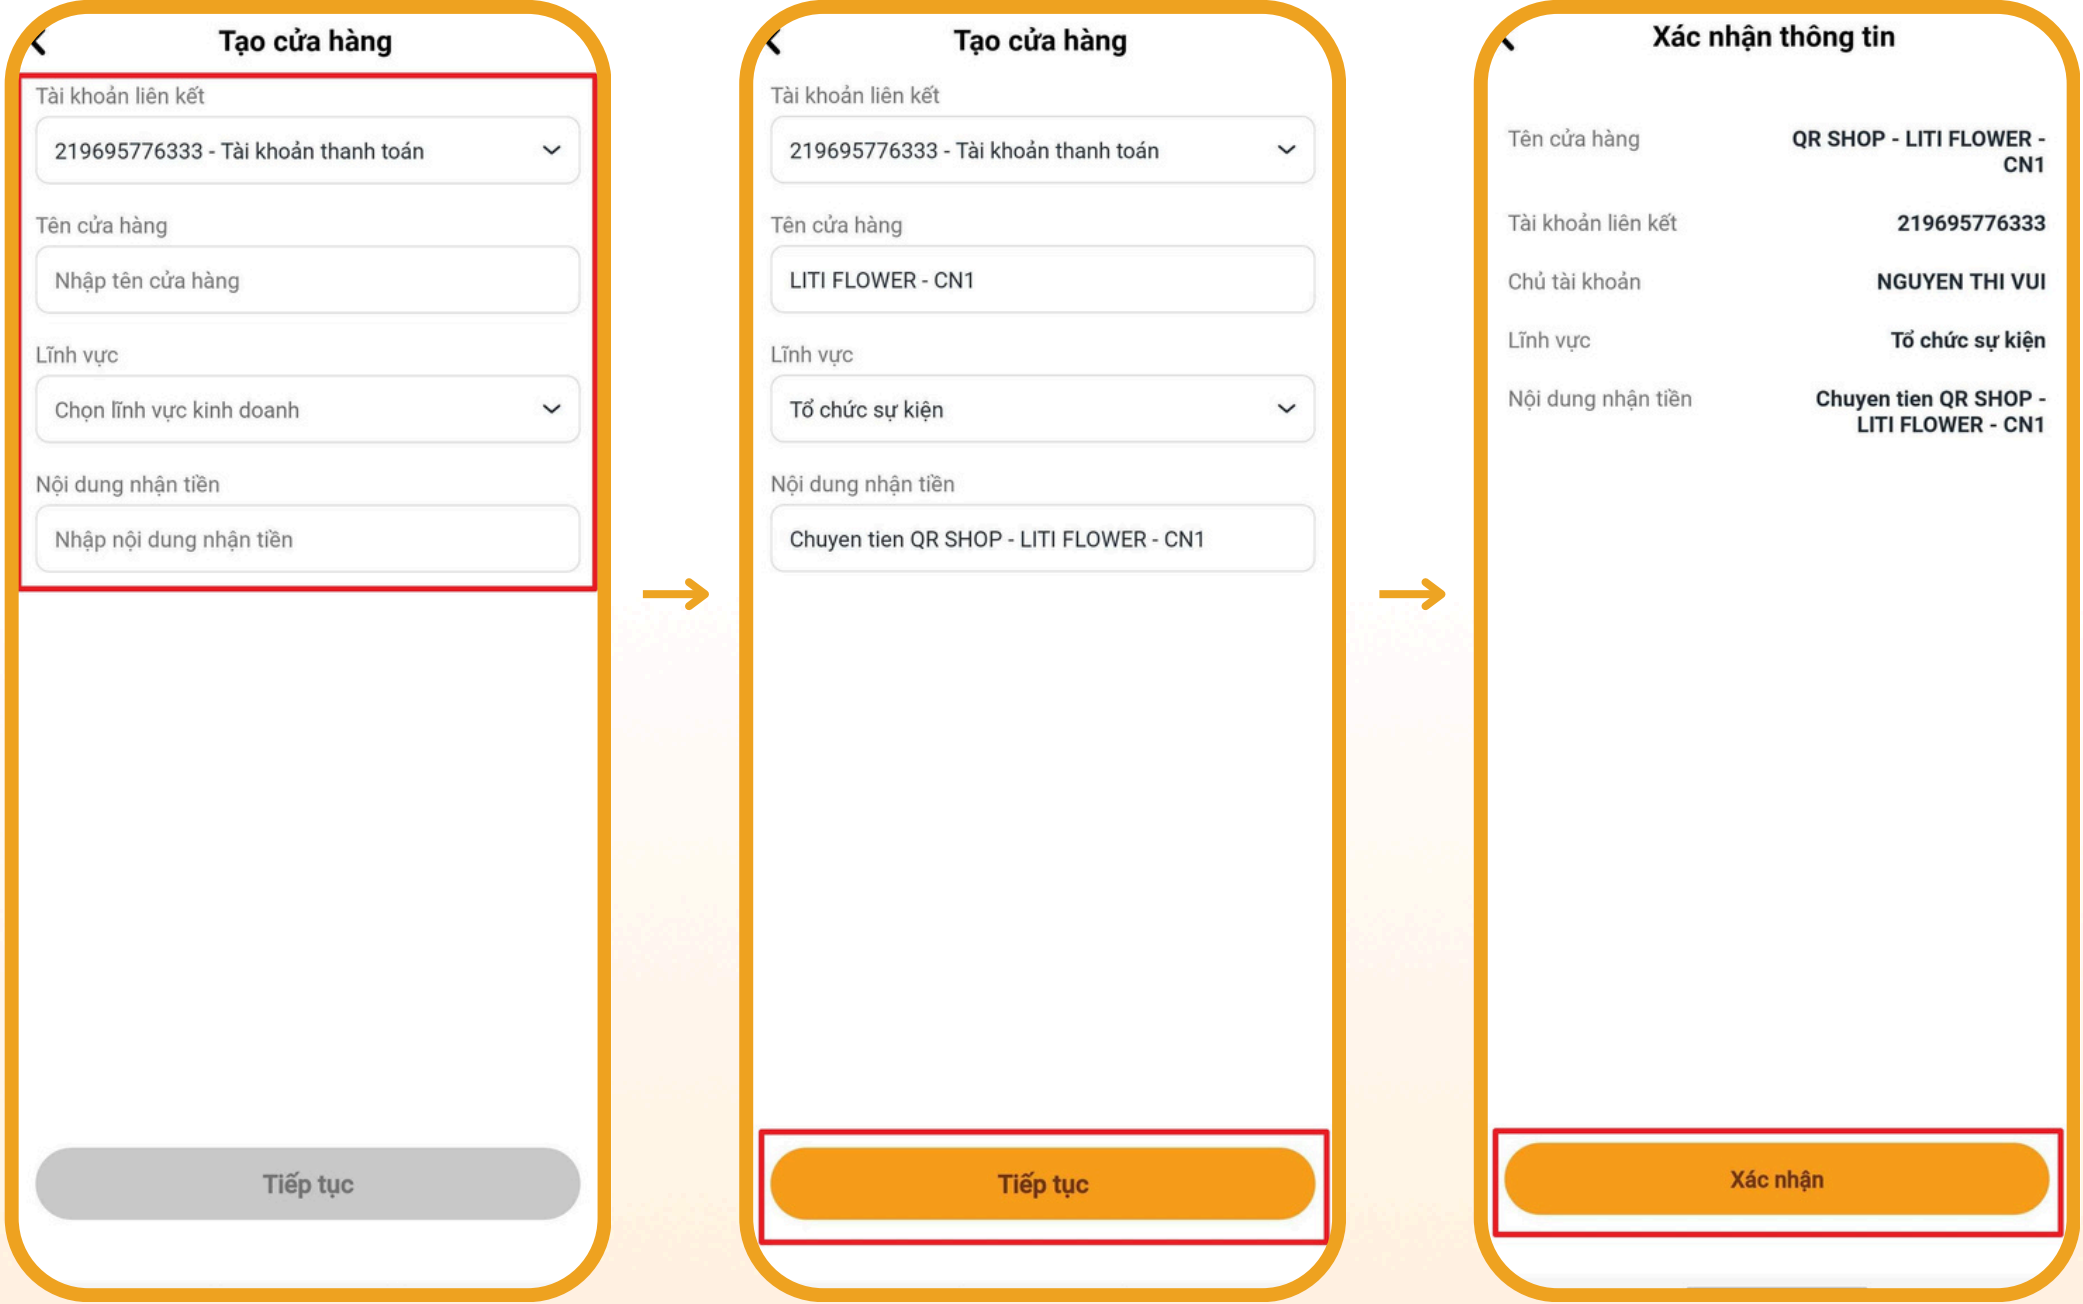 Tạo cửa hàng
Tài khoản liên kết
219695776333 - Tài khoản thanh toán
Tên cửa hàng
Nhập tên cửa hàng
Lĩnh vực
Chọn lĩnh vực kinh doanh
Nội dung nhận tiền
Nhập nội dung nhận tiền
Tiếp tục
Tạo cửa hàng
Tài khoản liên kết
219695776333 - Tài khoản thanh toán
Tên cửa hàng
LITI FLOWER - CN1
Lĩnh vực
Tổ chức sự kiện
Nội dung nhận tiền
Chuyen tien QR SHOP - LITI FLOWER - CN1
Tiếp tục
Xác nhận thông tin
Tên cửa hàng QR SHOP - LITI FLOWER -
CN1
Tài khoản liên kết 219695776333
Chủ tài khoản NGUYEN THI VUI
Lĩnh vực Tổ chức sự kiện
Nội dung nhận tiền Chuyen tien QR SHOP -
LITI FLOWER - CN1
Xác nhận